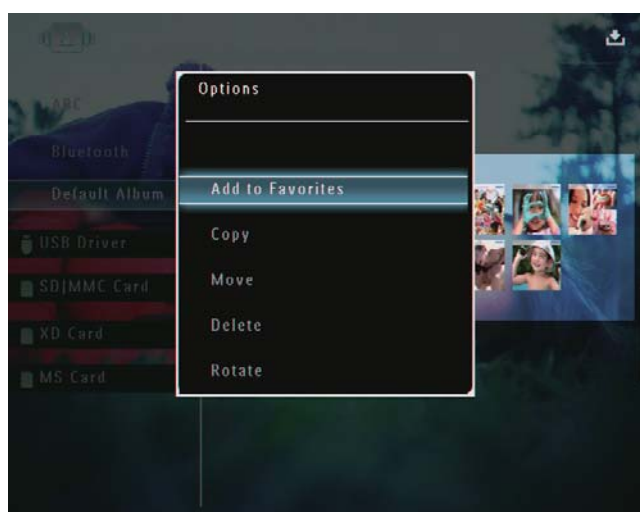 ABC
Bluetooth
Default Album
USB Driver
SD|MMC Card
XD Card
MS Card
Options
Add to Favorites
Copy
Move
Delete
Rotate